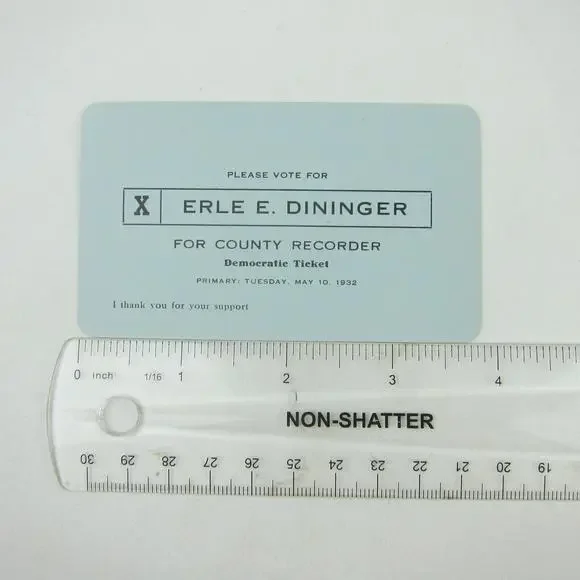 PLEASE VOTE FOR
X ERLE E. DININGER
FOR COUNTY RECORDER
Democratic Ticket
PRIMARY: TUESDAY, MAY 10, 1932
I thank you for your support
0 inch 1/16 1 2 3 4
NON-SHATTER
30 29 28 27 26 25 24 23 22 21 20 19